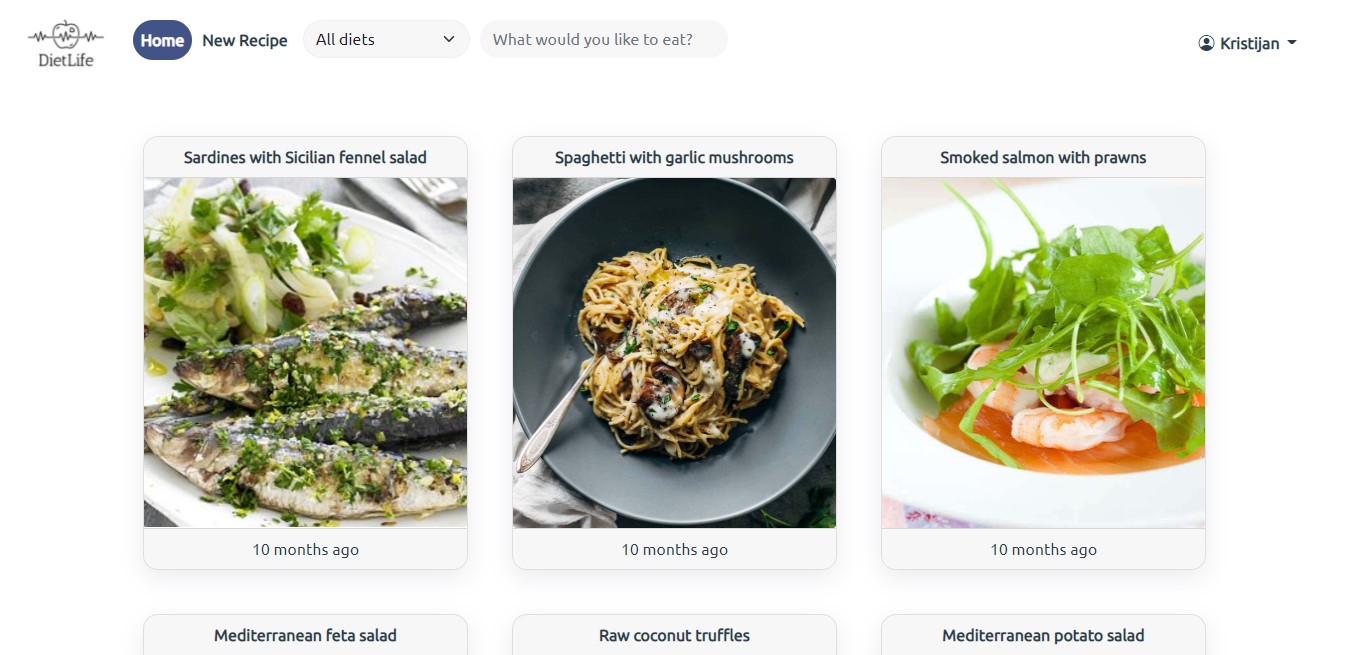 DietLife
Home New Recipe All diets What would you like to eat? Kristijan
Sardines with Sicilian fennel salad
Spaghetti with garlic mushrooms
Smoked salmon with prawns
10 months ago
10 months ago
10 months ago
Mediterranean feta salad
Raw coconut truffles
Mediterranean potato salad